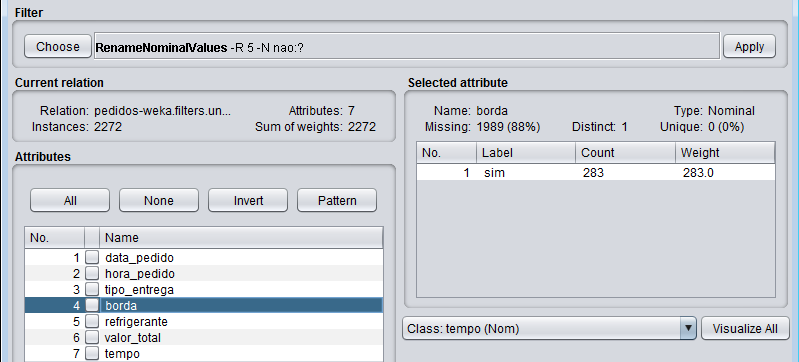 Filter
Choose RenameNominalValues -R 5 -N nao:? Apply
Current relation
Relation: pedidos-weka.filters.un... Attributes: 7
Instances: 2272 Sum of weights: 2272
Attributes
All None Invert Pattern
No. Name
1 data_pedido
2 hora_pedido
3 tipo_entrega
4 borda
5 refrigerante
6 valor_total
7 tempo
Selected attribute
Name: borda Type: Nominal
Missing: 1989 (88%) Distinct: 1 Unique: 0 (0%)
No. Label Count Weight
1 sim 283 283.0
Class: tempo (Nom) Visualize All